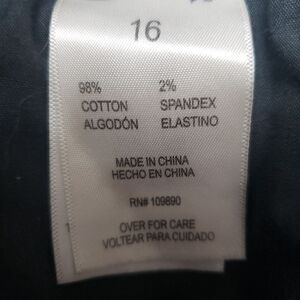 16
98% 2%
COTTON SPANDEX
ALGODÓN ELASTINO
MADE IN CHINA
HECHO EN CHINA
RN# 109890
OVER FOR CARE
VOLTEAR PARA CUIDADO